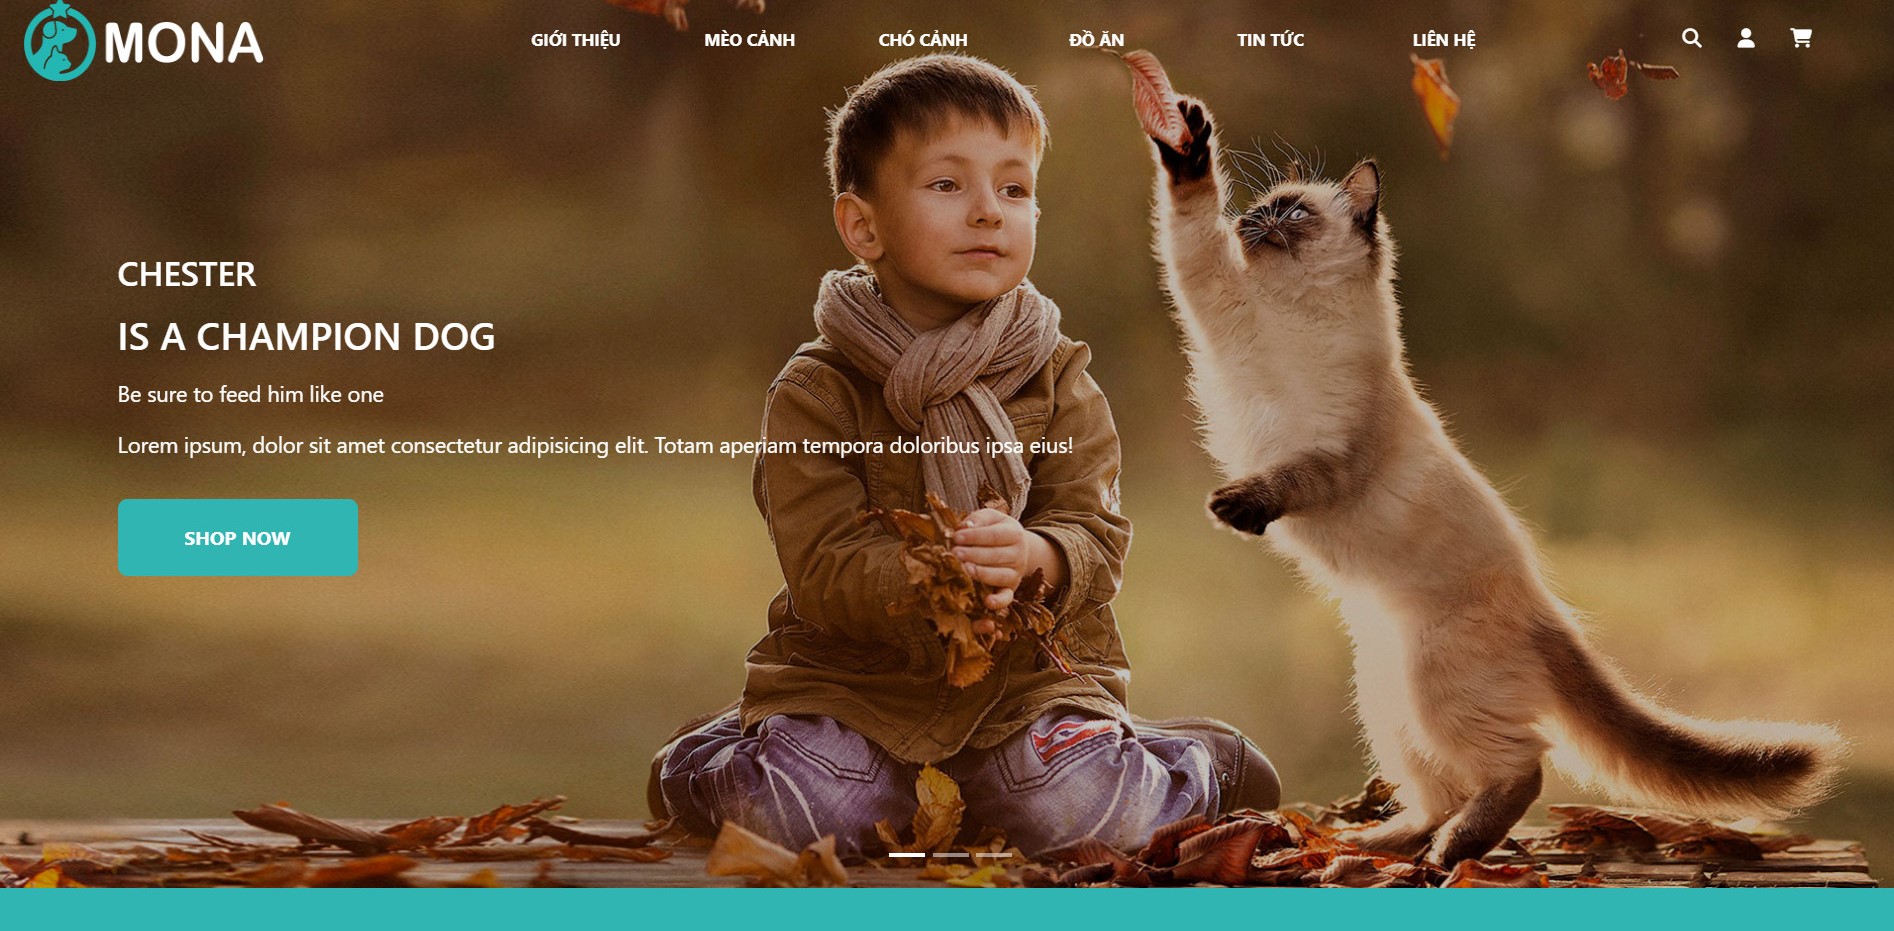 MONA
GIỚI THIỆU
MÈO CẢNH
CHÓ CẢNH
ĐỒ ĂN
TIN TỨC
LIÊN HỆ
CHESTER
IS A CHAMPION DOG
Be sure to feed him like one
Lorem ipsum, dolor sit amet consectetur adipisicing elit. Totam aperiam tempora doloribus ipsa eius!
SHOP NOW